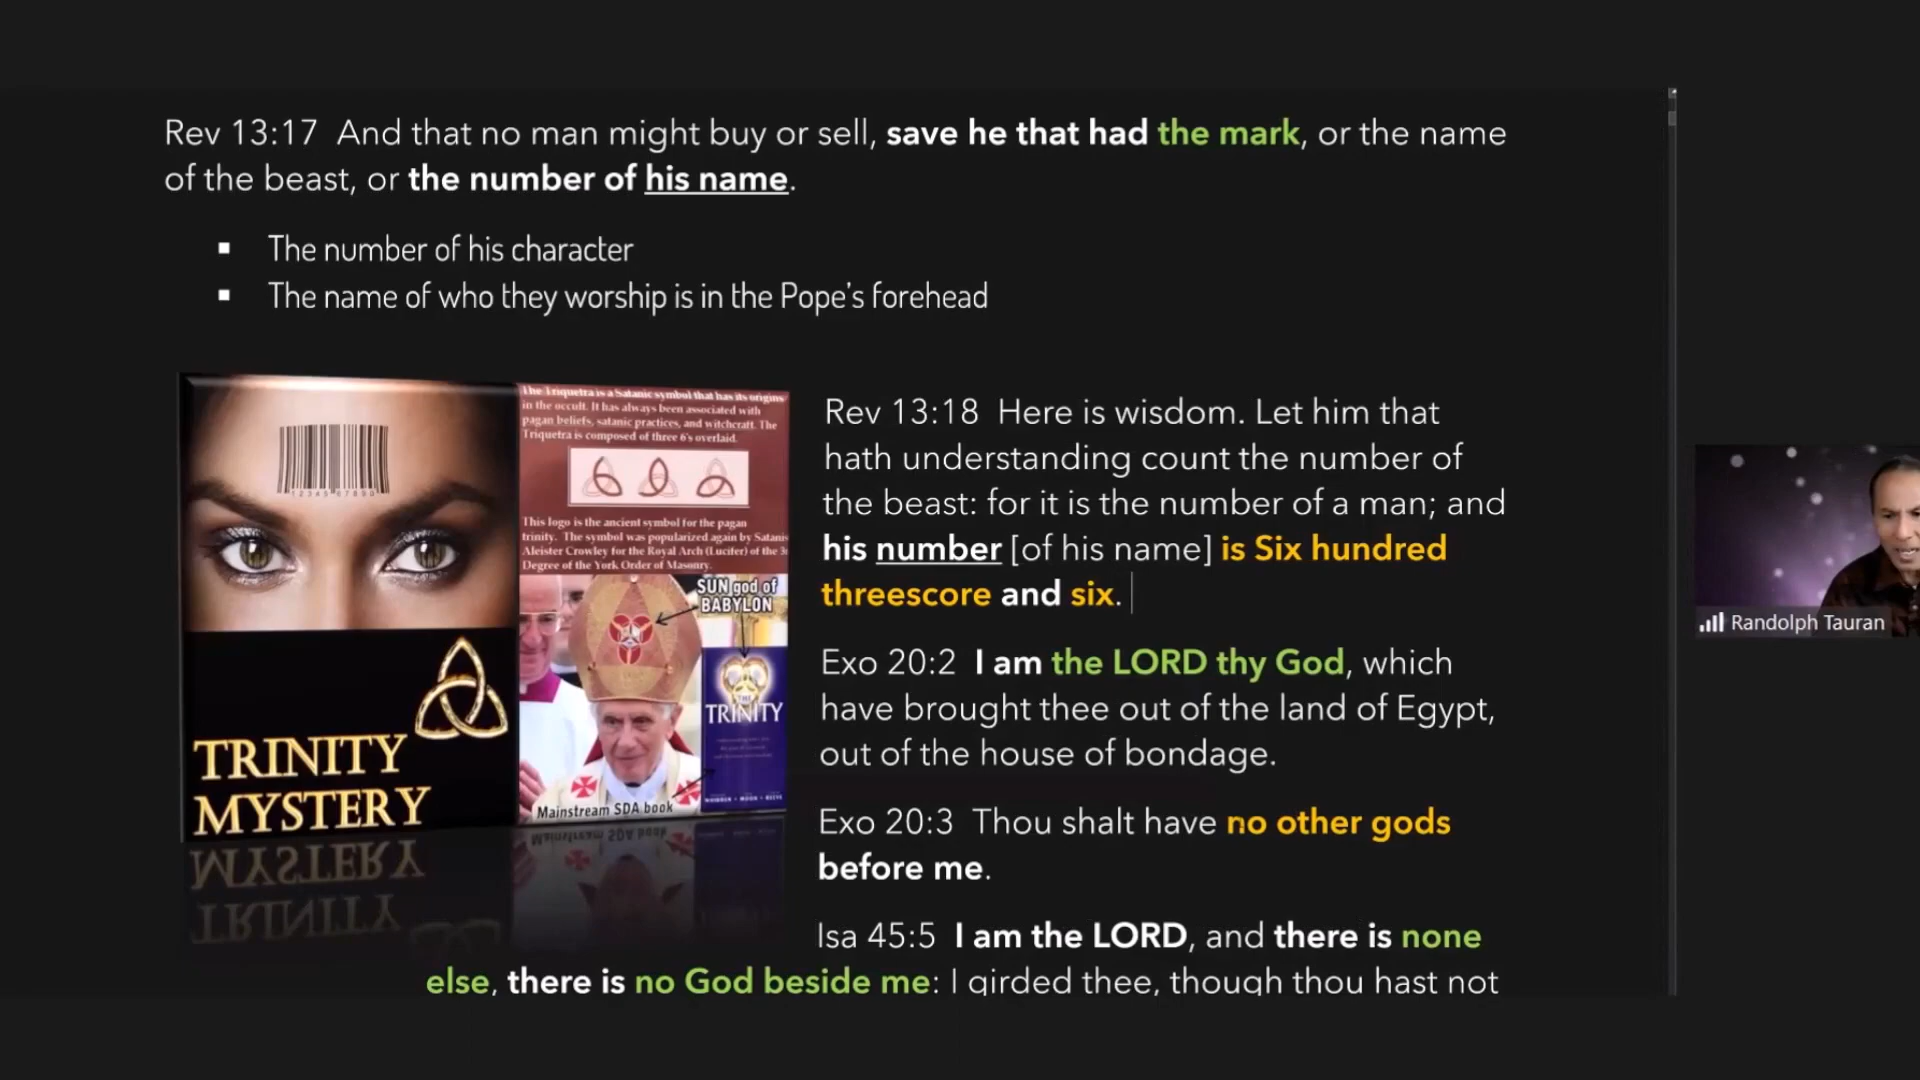 Rev 13:17 And that no man might buy or sell, save he that had the mark, or the name
of the beast, or the number of his name.
▪ The number of his character
▪ The name of who they worship is in the Pope's forehead
1234567890
TRINITY
MYSTERY
The Triquetra is a Satanic symbol that has its origins
in the occult. It has always been associated with
pagan beliefs, satanic practices, and witchcraft. The
Triquetra is composed of three 6's overlaid.
This logo is the ancient symbol for the pagan
trinity. The symbol was popularized again by
Aleister Crowley for the Royal Arch (Lucifer) of the
Degree of the York Order of Masonry.
SUN god of
BABYLON
THE
TRINITY
WHIDDEN • MOON • REEVE
Mainstream SDA book
Rev 13:18 Here is wisdom. Let him that
hath understanding count the number of
the beast: for it is the number of a man; and
his number [of his name] is Six hundred
threescore and six.
Exo 20:2 I am the LORD thy God, which
have brought thee out of the land of Egypt,
out of the house of bondage.
Exo 20:3 Thou shalt have no other gods
before me.
Isa 45:5 I am the LORD, and there is none
else, there is no God beside me: I girded thee, though thou hast not
Randolph Tauran